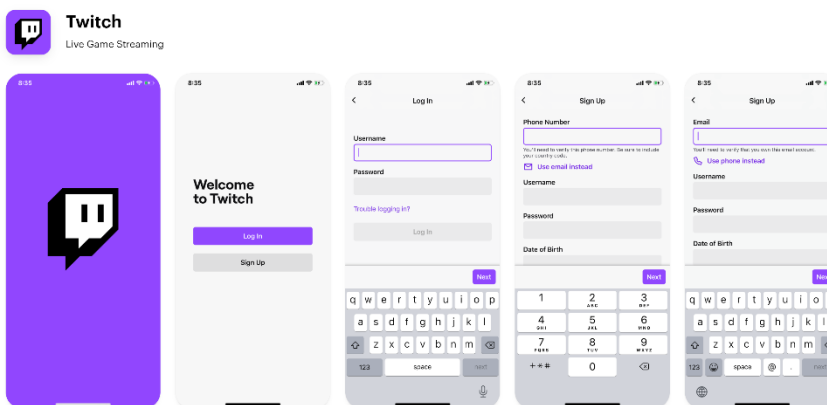 Twitch
Live Game Streaming
8:35
8:35
Welcome
to Twitch
Log In
Sign Up
8:35
Log In
Username
Password
Trouble logging in?
Log In
Next
q w e r t y u i o p
a s d f g h j k l
z x c v b n m
123 space next
8:35
Sign Up
Phone Number
You'll need to verify this phone number. Be sure to include
your country code.
Use email instead
Username
Password
Date of Birth
Next
1 2 3
ABC DEF
4 5 6
GHI JKL MNO
7 8 9
PQRS TUV WXYZ
+ * # 0
8:35
Sign Up
Email
You'll need to verify that you own this email account.
Use phone instead
Username
Password
Date of Birth
Nex
q w e r t y u i o
a s d f g h j k l
z x c v b n m
123 space @ . next